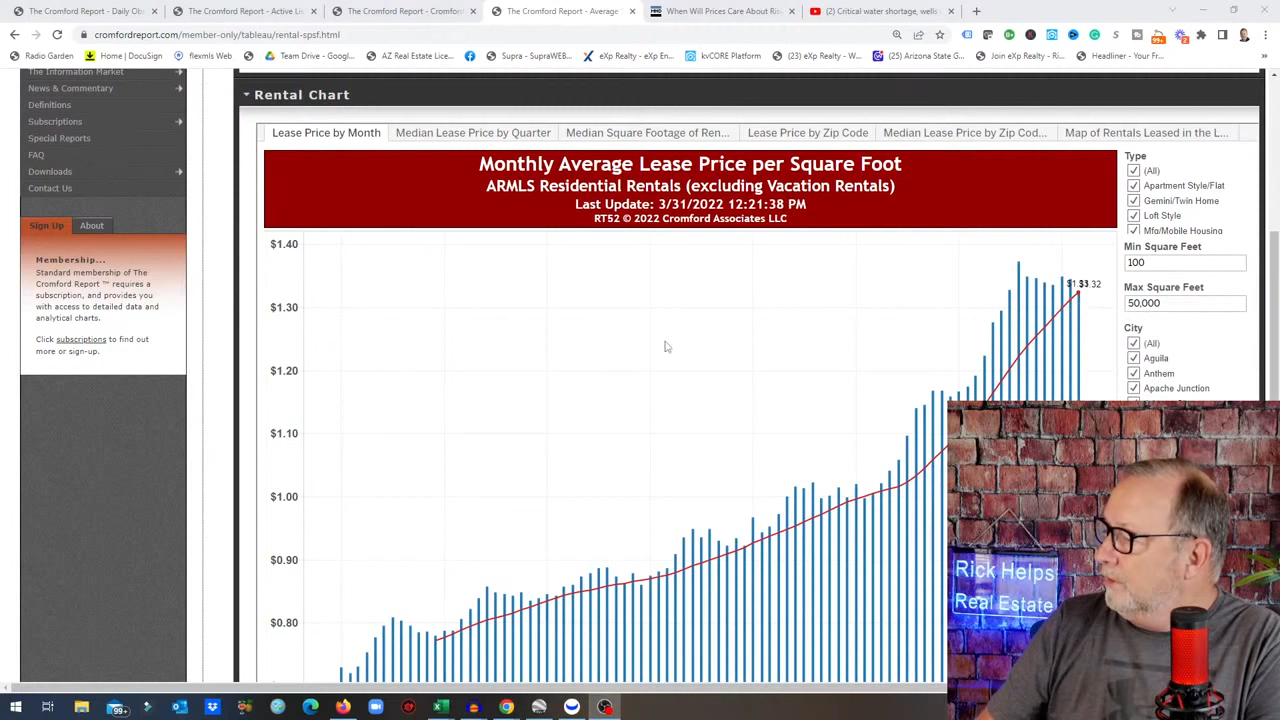 The Cromford Report - Daily Obs
The Cromford Report - Active Lis
The Cromford Report - Cromfor
The Cromford Report - Average
When Will Prices Care About Ris
(2) Critical water shortage, wells
cromfordreport.com/member-only/tableau/rental-spsf.html
Radio Garden
Home | DocuSign
flexmls Web
Team Drive - Googl...
AZ Real Estate Lice...
Supra - SupraWEB...
eXp Realty - eXp En...
kvCORE Platform
(23) eXp Realty - W...
(25) Arizona State G...
Join eXp Realty - Ri...
Headliner - Your Fr...
The Information Market
News & Commentary
Definitions
Subscriptions
Special Reports
FAQ
Downloads
Contact Us
Sign Up
About
Membership...
Standard membership of The
Cromford Report ™ requires a
subscription, and provides you
with access to detailed data and
analytical charts.
Click subscriptions to find out
more or sign-up.
Rental Chart
Lease Price by Month
Median Lease Price by Quarter
Median Square Footage of Ren...
Lease Price by Zip Code
Median Lease Price by Zip Cod...
Map of Rentals Leased in the L...
Monthly Average Lease Price per Square Foot
ARMLS Residential Rentals (excluding Vacation Rentals)
Last Update: 3/31/2022 12:21:38 PM
RT52 © 2022 Cromford Associates LLC
$1.40
$1.30
$1.20
$1.10
$1.00
$0.90
$0.80
Type
(All)
Apartment Style/Flat
Gemini/Twin Home
Loft Style
Mfg/Mobile Housing
Min Square Feet
100
Max Square Feet
50,000
City
(All)
Aguila
Anthem
Apache Junction
Rick Helps
Real Estate
99+